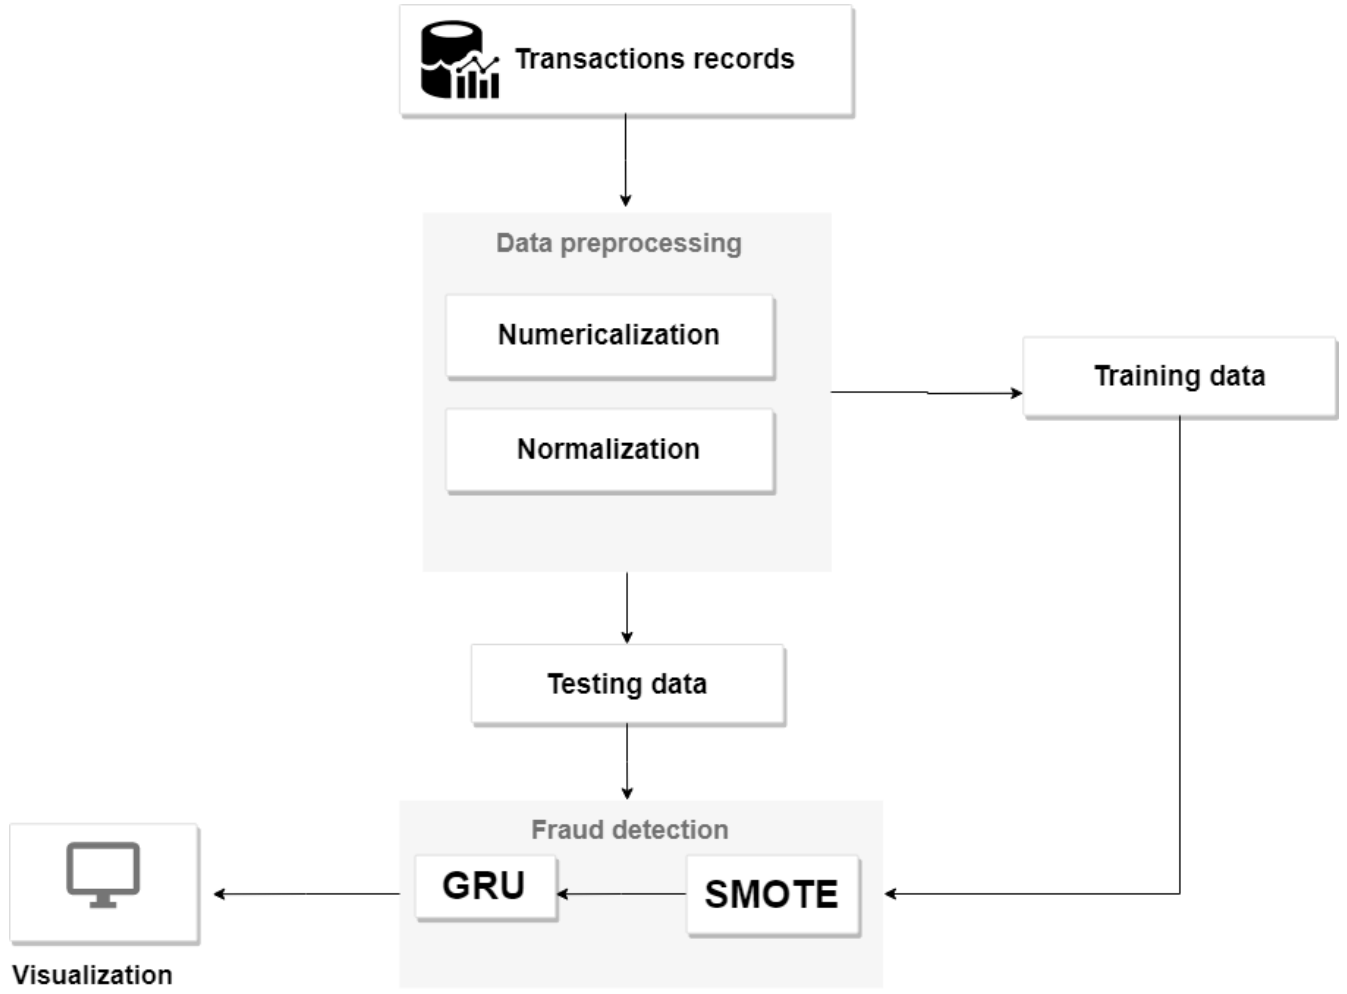 Transactions records
Data preprocessing
Numericalization
Normalization
Training data
Testing data
Fraud detection
GRU
SMOTE
Visualization